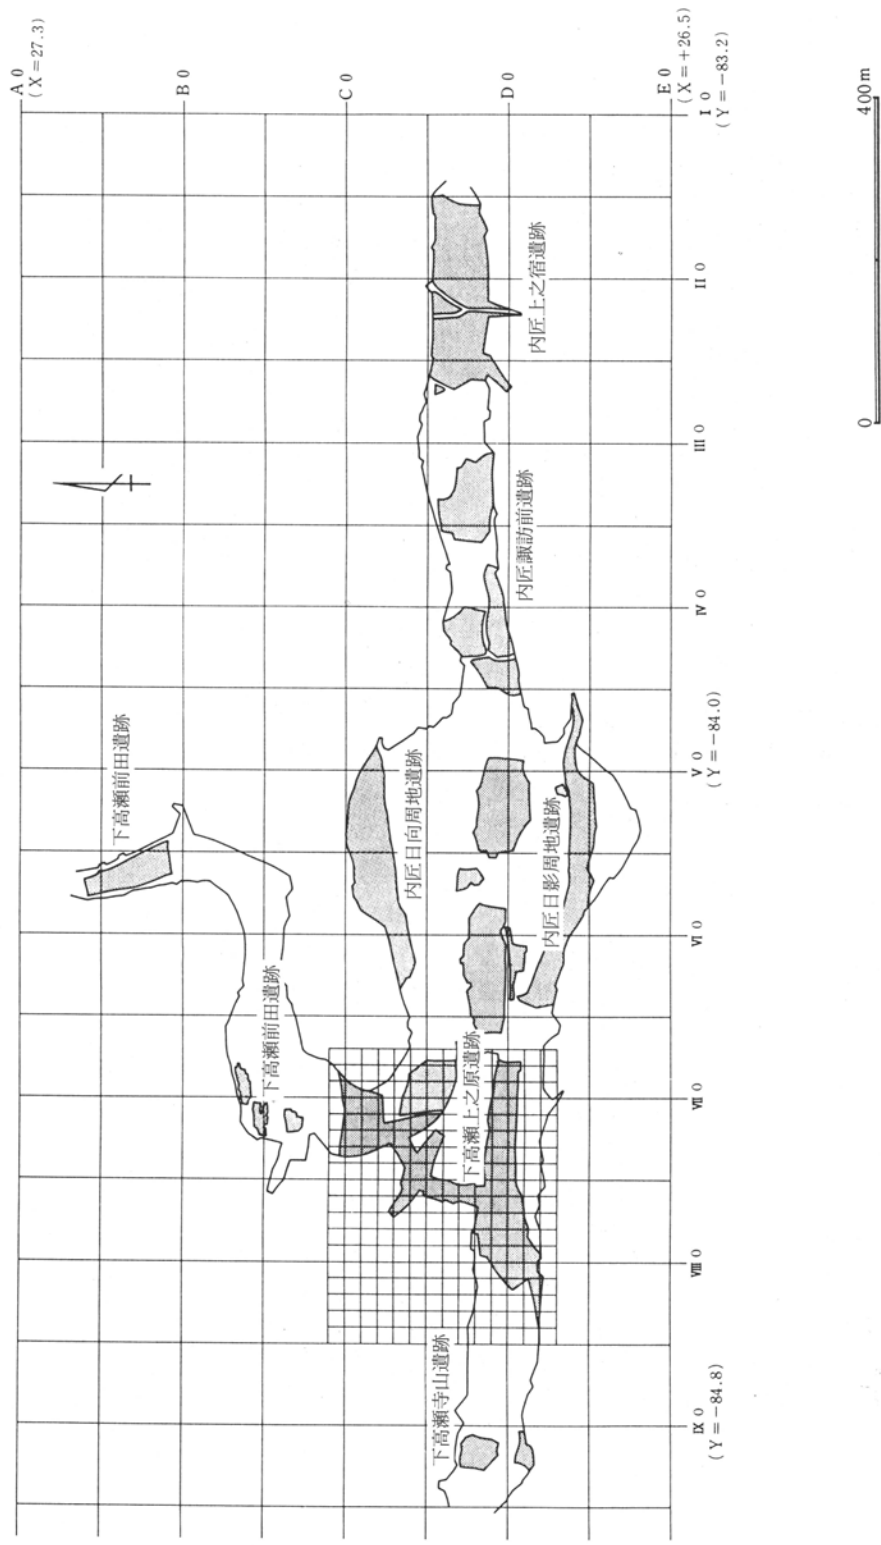 A 0
(X=27.3)
B 0
C 0
D 0
E 0
(X=+26.5)
I 0
(Y=-83.2)
II 0
III 0
IV 0
V 0
(Y=-84.0)
VI 0
VII 0
VIII 0
IX 0
(Y=-84.8)
内匠上之宿遺跡
内匠諏訪前遺跡
下高瀬前田遺跡
内匠日向周地遺跡
内匠日影周地遺跡
下高瀬前田遺跡
下高瀬上之原遺跡
下高瀬寺山遺跡
0
400m